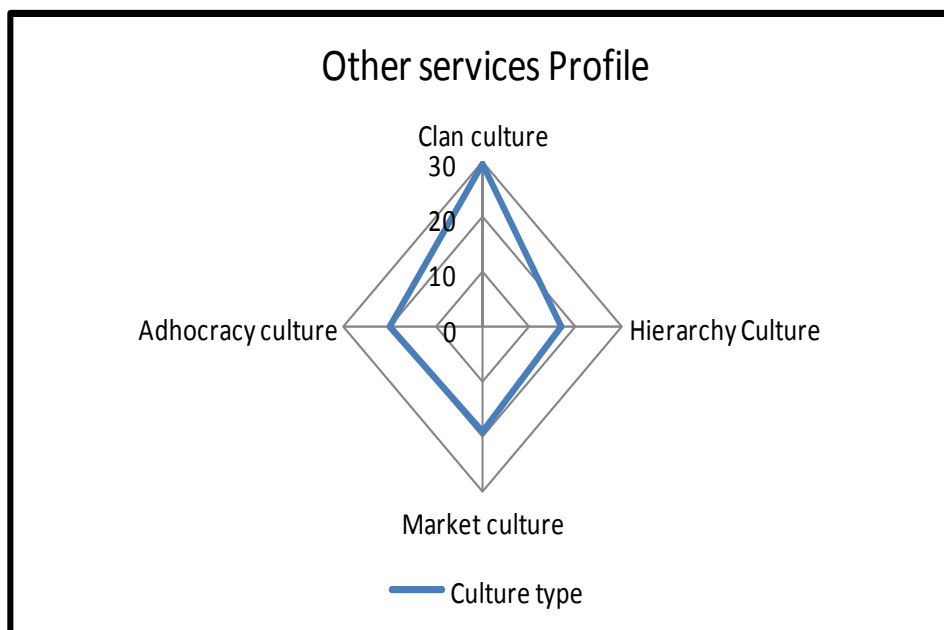 Other services Profile
Clan culture
30
20
10
0
Adhocracy culture
Hierarchy Culture
Market culture
Culture type